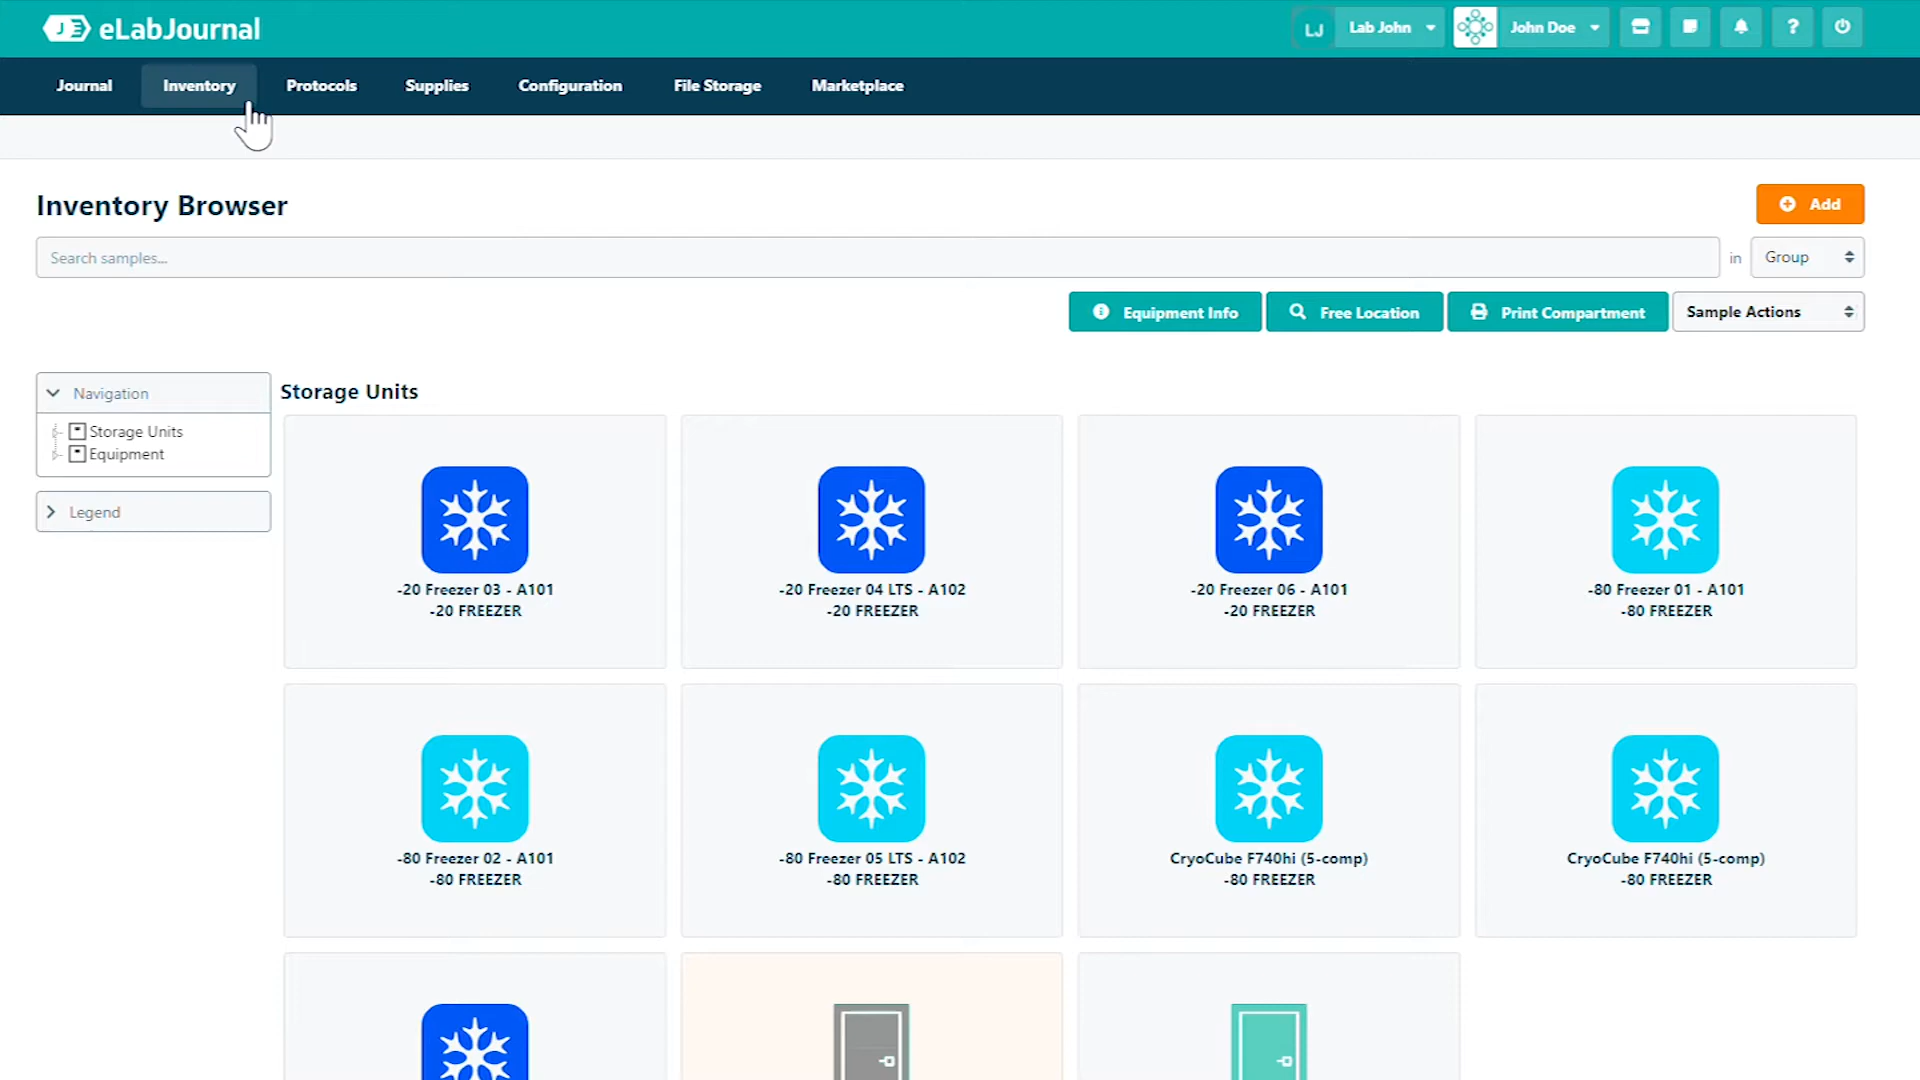 eLabJournal
LJ Lab John John Doe ?
Journal Inventory Protocols Supplies Configuration File Storage Marketplace
Inventory Browser
Add
Search samples...
in Group
Equipment Info Free Location Print Compartment Sample Actions
Navigation
Storage Units
Equipment
Legend
Storage Units
-20 Freezer 03 - A101
-20 FREEZER
-20 Freezer 04 LTS - A102
-20 FREEZER
-20 Freezer 06 - A101
-20 FREEZER
-80 Freezer 01 - A101
-80 FREEZER
-80 Freezer 02 - A101
-80 FREEZER
-80 Freezer 05 LTS - A102
-80 FREEZER
CryoCube F740hi (5-comp)
-80 FREEZER
CryoCube F740hi (5-comp)
-80 FREEZER